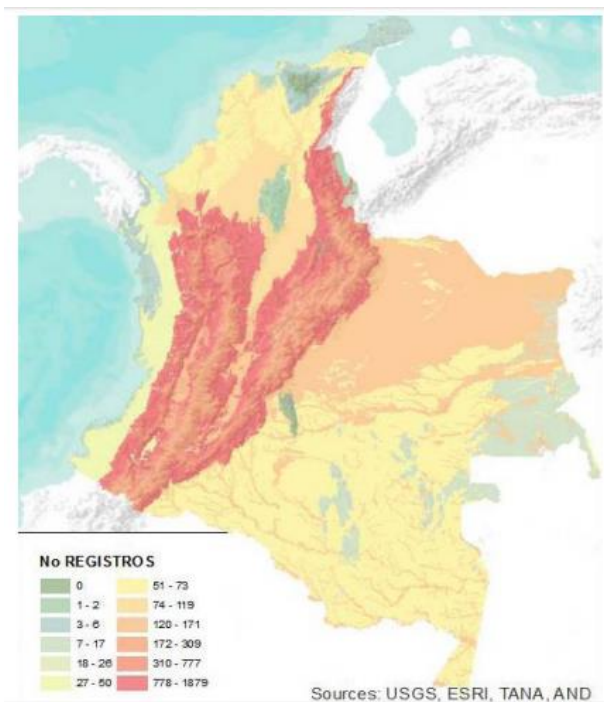 No REGISTROS
0
1 - 2
3 - 6
7 - 17
18 - 26
27 - 50
51 - 73
74 - 119
120 - 171
172 - 309
310 - 777
778 - 1879
Sources: USGS, ESRI, TANA, AND